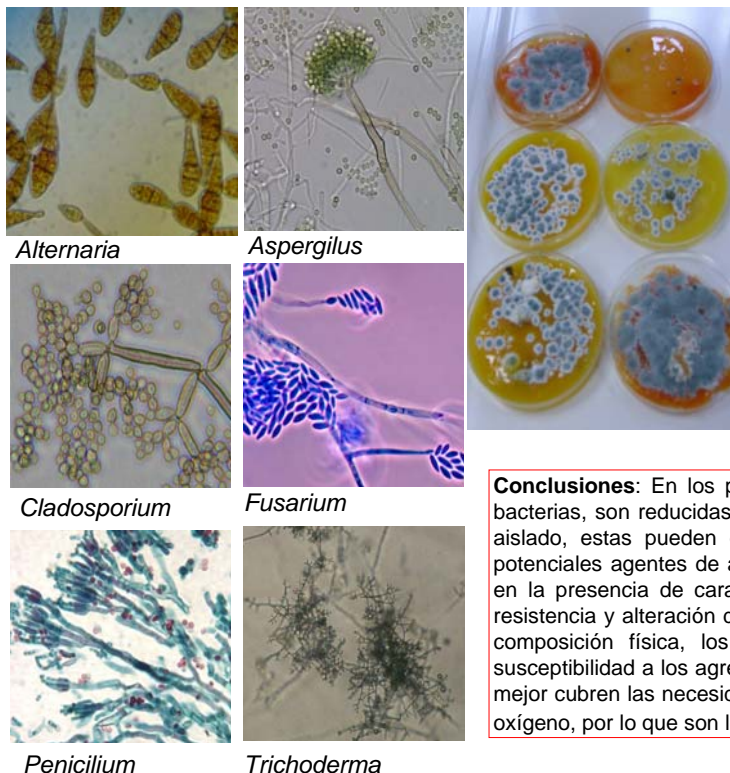 Alternaria
Aspergilus
Cladosporium
Fusarium
Penicilium
Trichoderma
Conclusiones: En los p
bacterias, son reducidas
aislado, estas pueden
potenciales agentes de a
en la presencia de cara
resistencia y alteración d
composición física, los
susceptibilidad a los agre
mejor cubren las necesid
oxígeno, por lo que son l